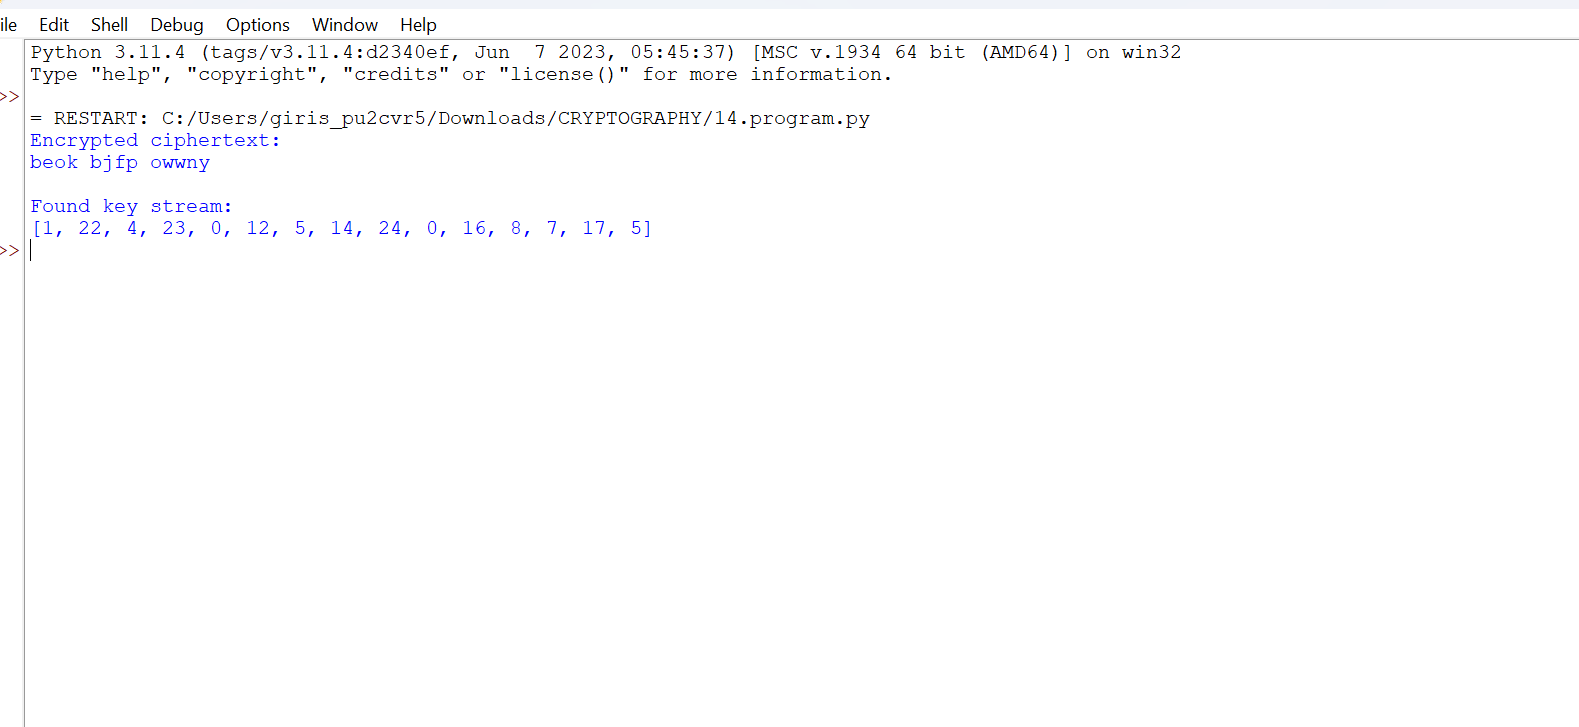 ile Edit Shell Debug Options Window Help
Python 3.11.4 (tags/v3.11.4:d2340ef, Jun  7 2023, 05:45:37) [MSC v.1934 64 bit (AMD64)] on win32
Type "help", "copyright", "credits" or "license()" for more information.
>>
= RESTART: C:/Users/giris_pu2cvr5/Downloads/CRYPTOGRAPHY/14.program.py
Encrypted ciphertext:
beok bjfp owwny
Found key stream:
[1, 22, 4, 23, 0, 12, 5, 14, 24, 0, 16, 8, 7, 17, 5]
>>